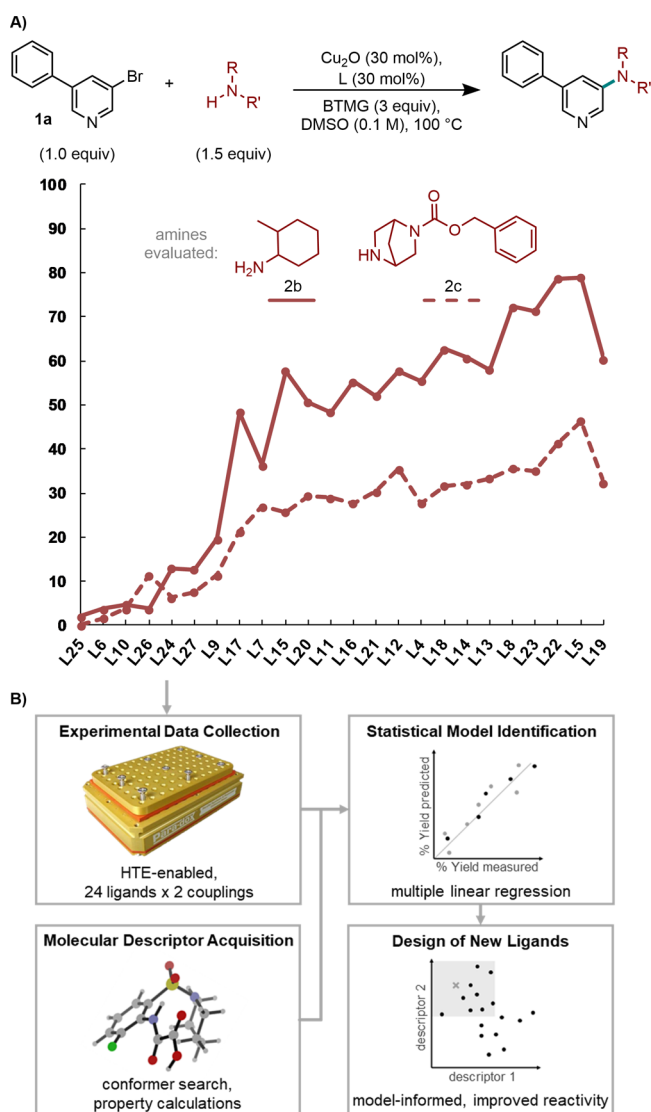 A)
Br
1a
N
(1.0 equiv)
+
R
N
H
R'
(1.5 equiv)
Cu₂O (30 mol%),
L (30 mol%)
BTMG (3 equiv),
DMSO (0.1 M), 100 °C
R
N
R'
N
100
90
80
70
60
50
40
30
20
10
0
amines
evaluated:
H₂N
2b
O
N
O
HN
2c
L25 L6 L10 L26 L24 L27 L9 L17 L7 L15 L20 L11 L16 L21 L12 L4 L18 L14 L13 L8 L23 L22 L5 L19
B)
Experimental Data Collection
Para-Dox
HTE-enabled,
24 ligands x 2 couplings
Statistical Model Identification
% Yield predicted
% Yield measured
multiple linear regression
Molecular Descriptor Acquisition
conformer search,
property calculations
Design of New Ligands
descriptor 2
descriptor 1
model-informed, improved reactivity